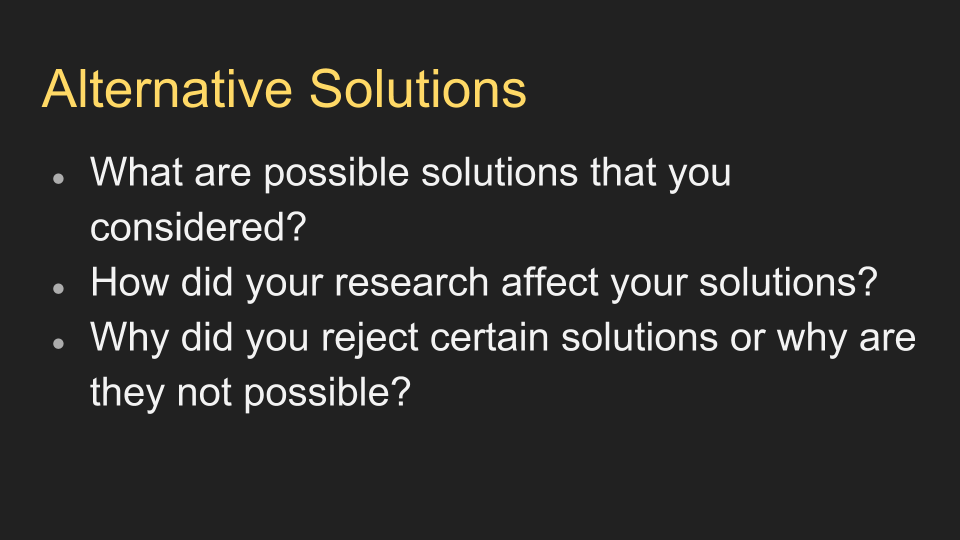 Alternative Solutions
● What are possible solutions that you
considered?
● How did your research affect your solutions?
● Why did you reject certain solutions or why are
they not possible?